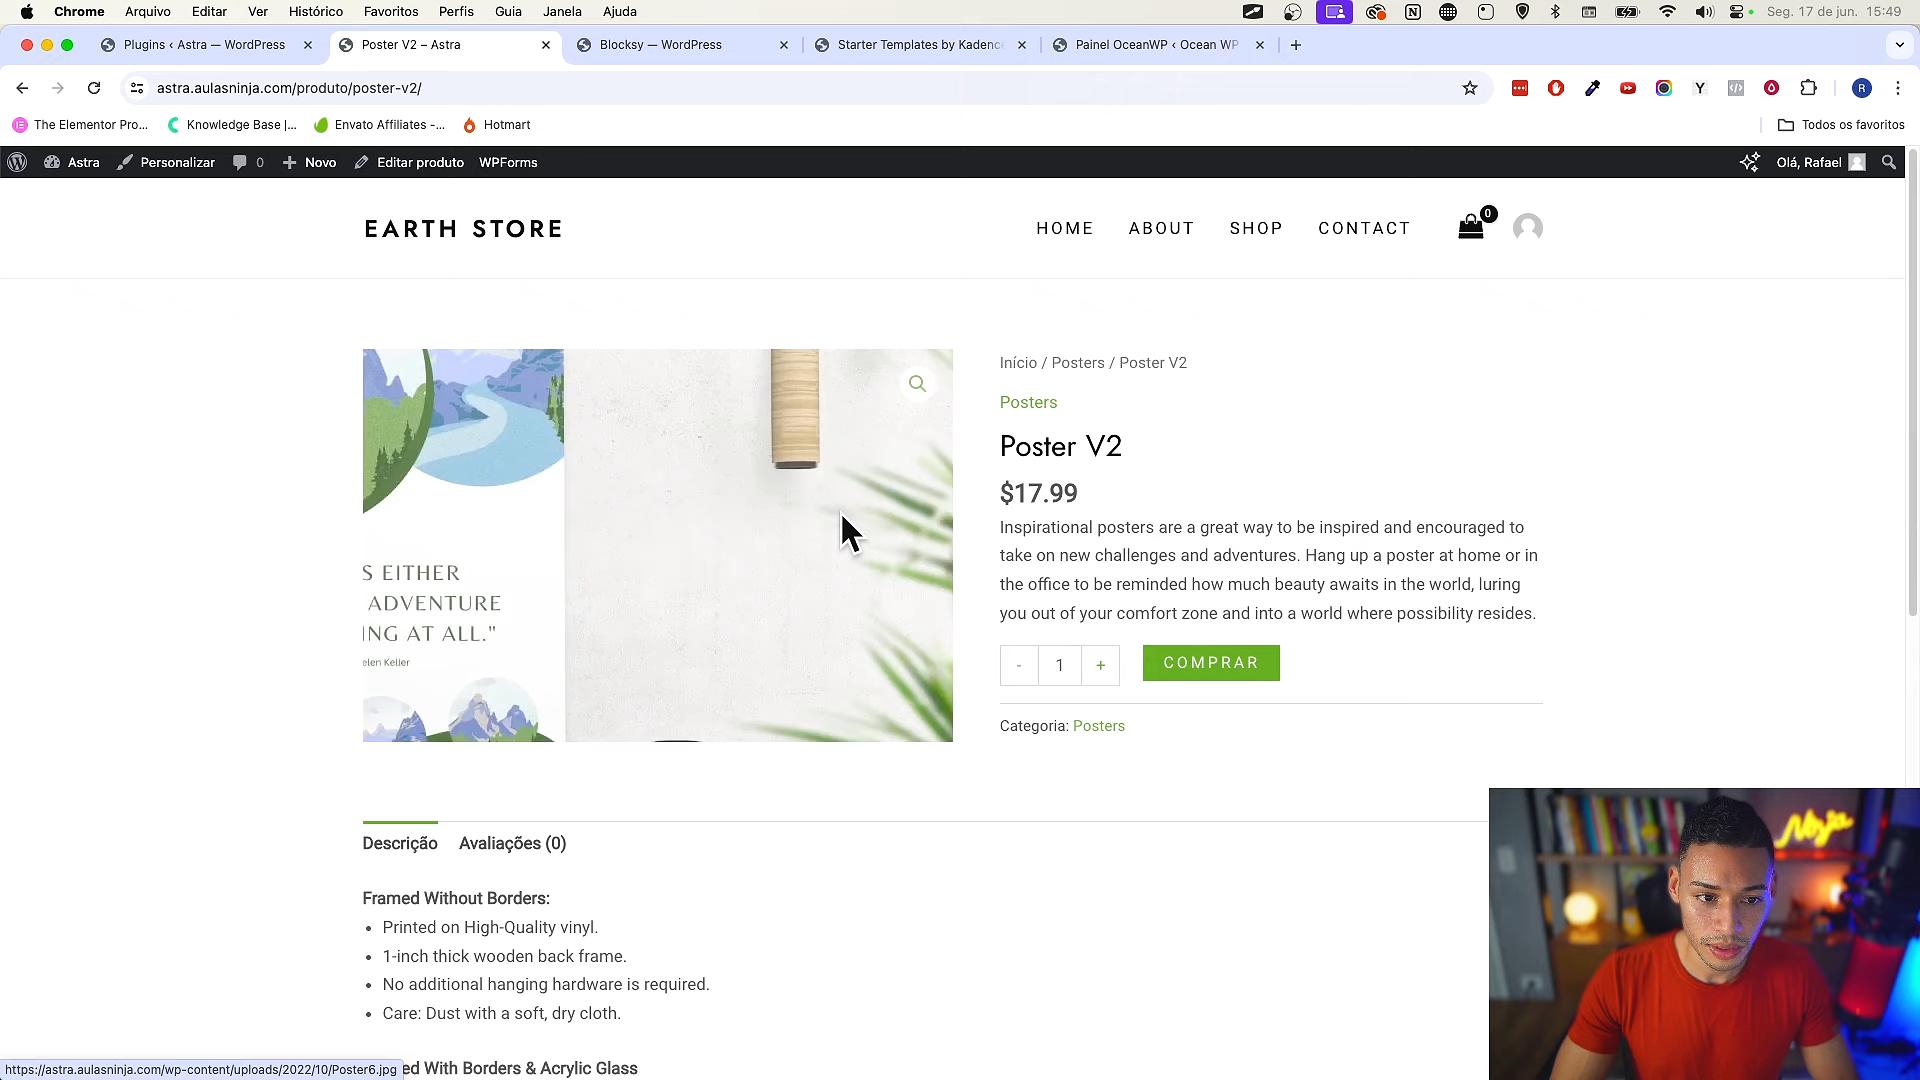 Chrome Arquivo Editar Ver Histórico Favoritos Perfis Guia Janela Ajuda Seg. 17 de jun. 15:49
Plugins ‹ Astra — WordPress Poster V2 – Astra Blocksy — WordPress Starter Templates by Kadence Painel OceanWP ‹ Ocean WP
astra.aulasninja.com/produto/poster-v2/
The Elementor Pro... Knowledge Base |... Envato Affiliates -... Hotmart Todos os favoritos
Astra Personalizar 0 Novo Editar produto WPForms Olá, Rafael
EARTH STORE HOME ABOUT SHOP CONTACT 0
Início / Posters / Poster V2
Posters
Poster V2
$17.99
Inspirational posters are a great way to be inspired and encouraged to
take on new challenges and adventures. Hang up a poster at home or in
the office to be reminded how much beauty awaits in the world, luring
you out of your comfort zone and into a world where possibility resides.
- 1 + COMPRAR
Categoria: Posters
S EITHER
ADVENTURE
ING AT ALL."
elen Keller
Descrição Avaliações (0)
Framed Without Borders:
• Printed on High-Quality vinyl.
• 1-inch thick wooden back frame.
• No additional hanging hardware is required.
• Care: Dust with a soft, dry cloth.
ed With Borders & Acrylic Glass
https://astra.aulasninja.com/wp-content/uploads/2022/10/Poster6.jpg
Ninja